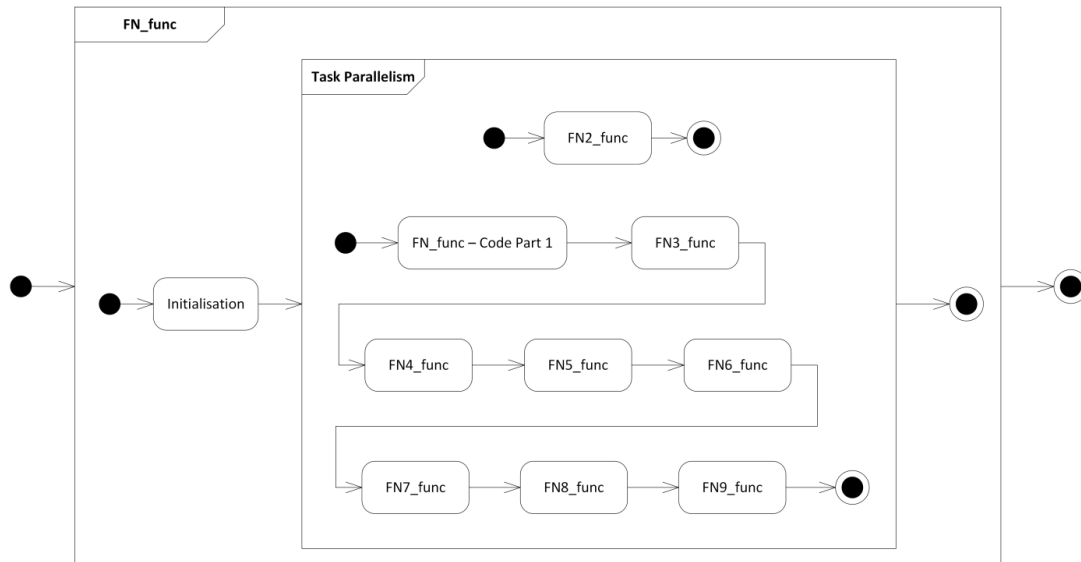 FN_func
Task Parallelism
FN2_func
FN_func – Code Part 1
FN3_func
Initialisation
FN4_func
FN5_func
FN6_func
FN7_func
FN8_func
FN9_func